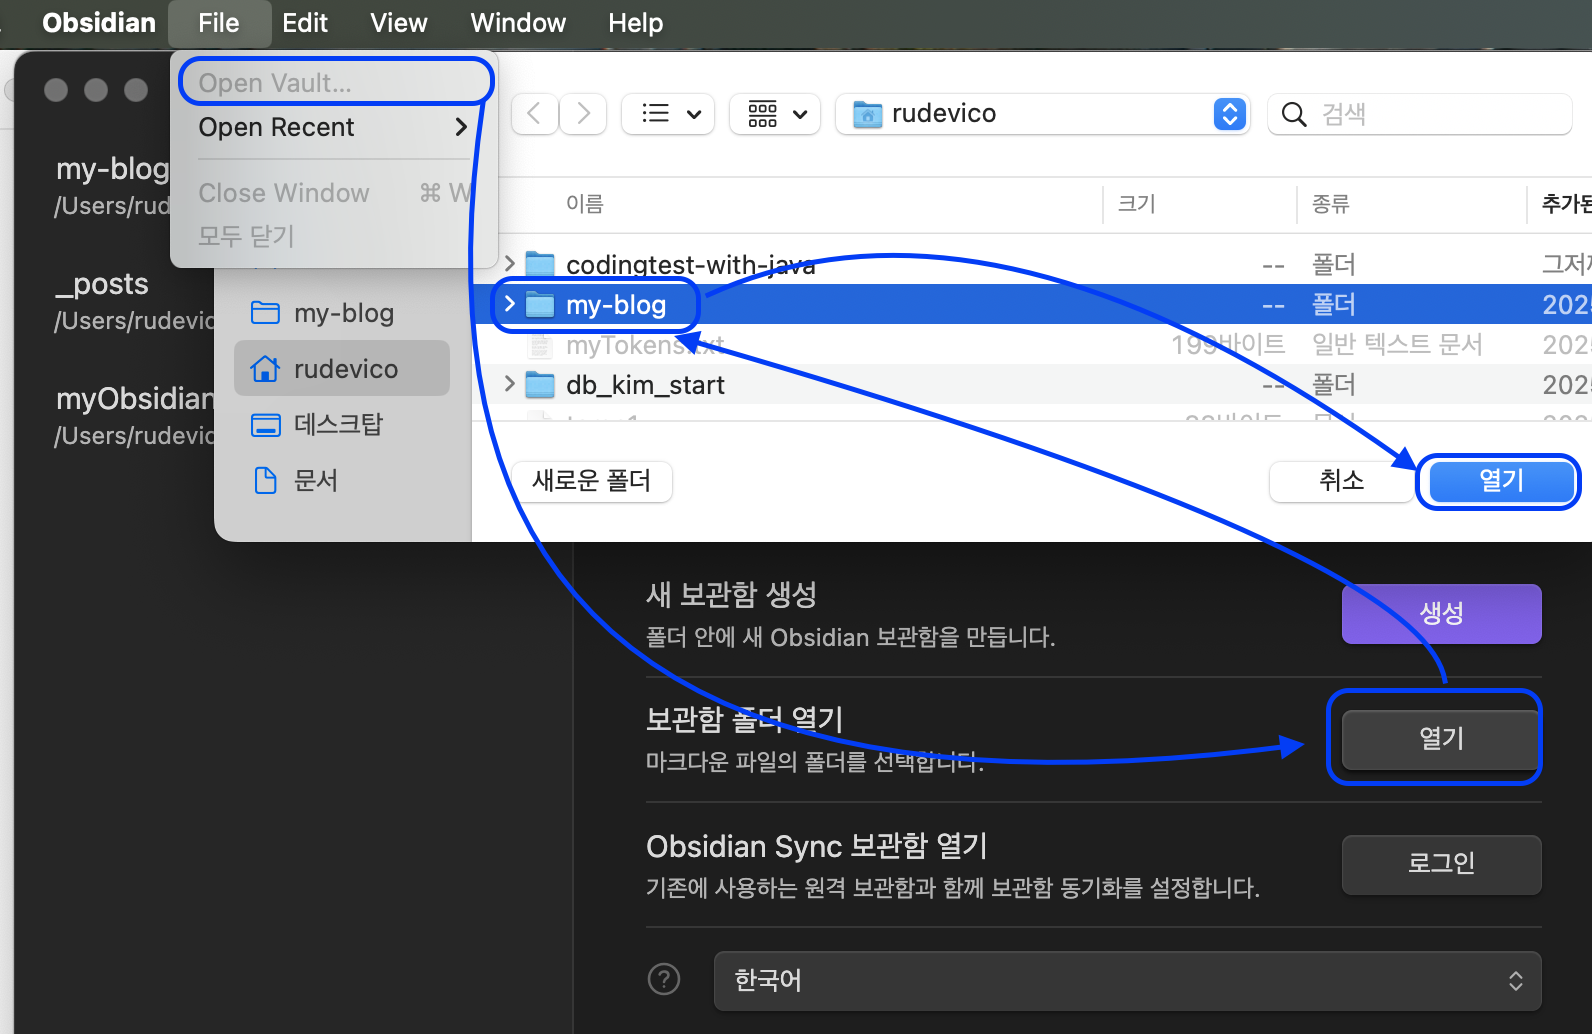 Obsidian File Edit View Window Help
Open Vault...
Open Recent
Close Window ⌘ W
모두 닫기
my-blog
/Users/rud
_posts
/Users/rudevic
myObsidian
/Users/rudevic
my-blog
rudevico
데스크탑
문서
rudevico
검색
이름 크기 종류 추가된
codingtest-with-java -- 폴더 그저께
my-blog -- 폴더 2025
myTokens.txt 199바이트 일반 텍스트 문서 2025
db_kim_start -- 폴더 2025
새로운 폴더 취소 열기
새 보관함 생성
폴더 안에 새 Obsidian 보관함을 만듭니다.
생성
보관함 폴더 열기
마크다운 파일의 폴더를 선택합니다.
열기
Obsidian Sync 보관함 열기
기존에 사용하는 원격 보관함과 함께 보관함 동기화를 설정합니다.
로그인
?
한국어